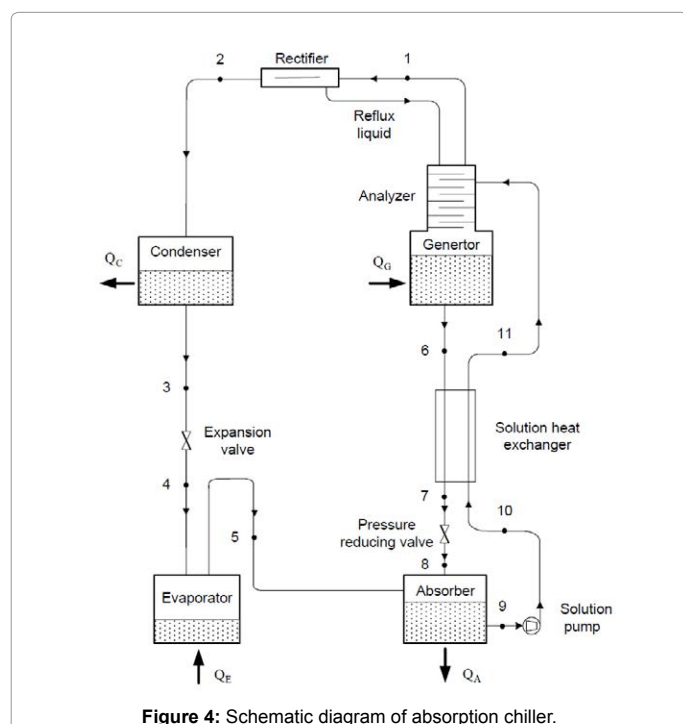 2
Rectifier
1
Reflux
liquid
Analyzer
Condenser
Genertor
Q_C
Q_G
11
6
3
Solution heat
exchanger
Expansion
valve
4
7
10
5
Pressure
reducing valve
8
Evaporator
Absorber
9
Solution
pump
Q_E
Q_A
Figure 4: Schematic diagram of absorption chiller.